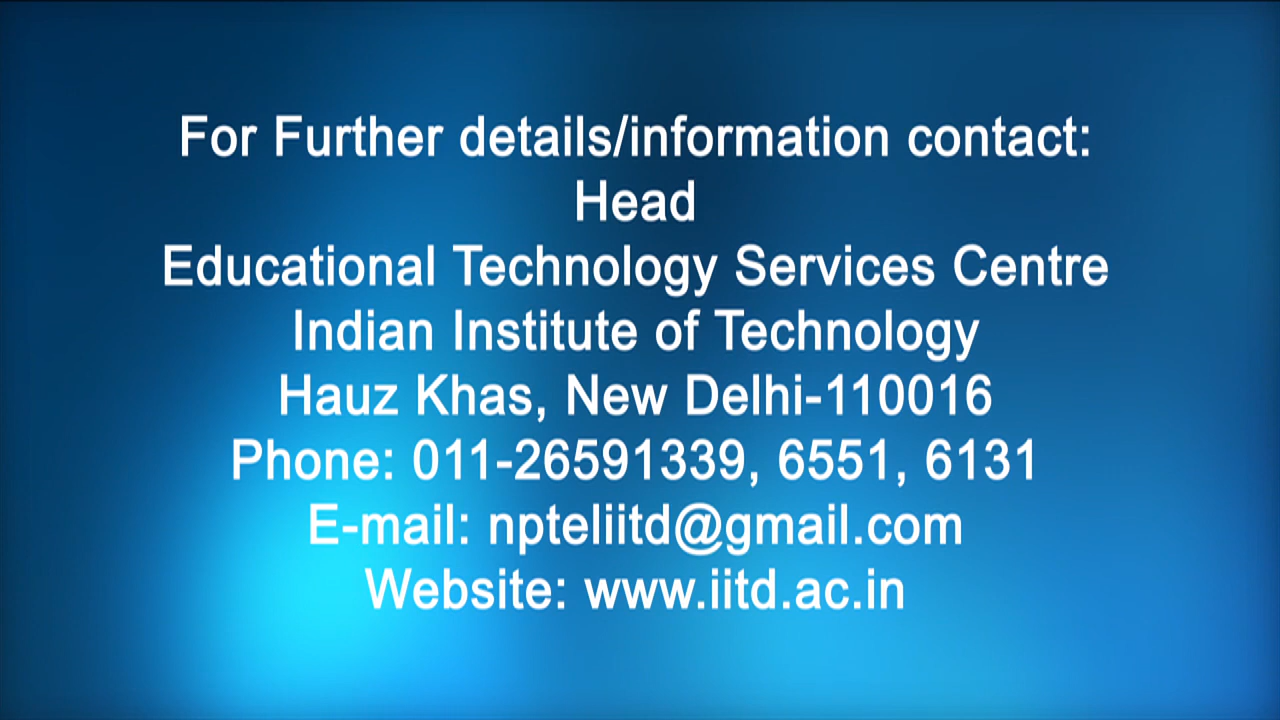 For Further details/information contact:
Head
Educational Technology Services Centre
Indian Institute of Technology
Hauz Khas, New Delhi-110016
Phone: 011-26591339, 6551, 6131
E-mail: npteliitd@gmail.com
Website: www.iitd.ac.in